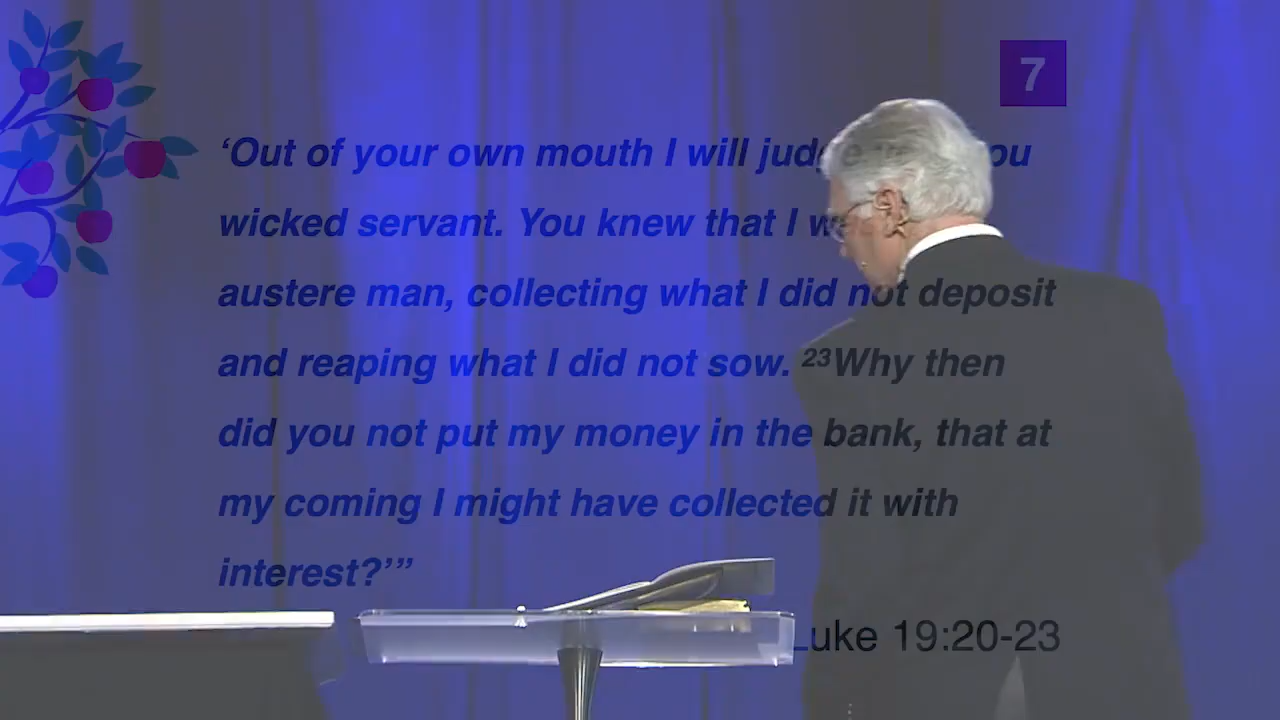 7
‘Out of your own mouth I will judge you
wicked servant. You knew that I
austere man, collecting what I did not deposit
and reaping what I did not sow. ²³Why then
did you not put my money in the bank, that at
my coming I might have collected it with
interest?’”
Luke 19:20-23